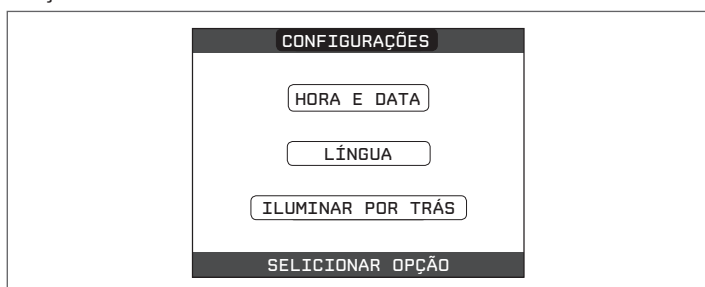 CONFIGURAÇÕES
HORA E DATA
LÍNGUA
ILUMINAR POR TRÁS
SELICIONAR OPÇÃO